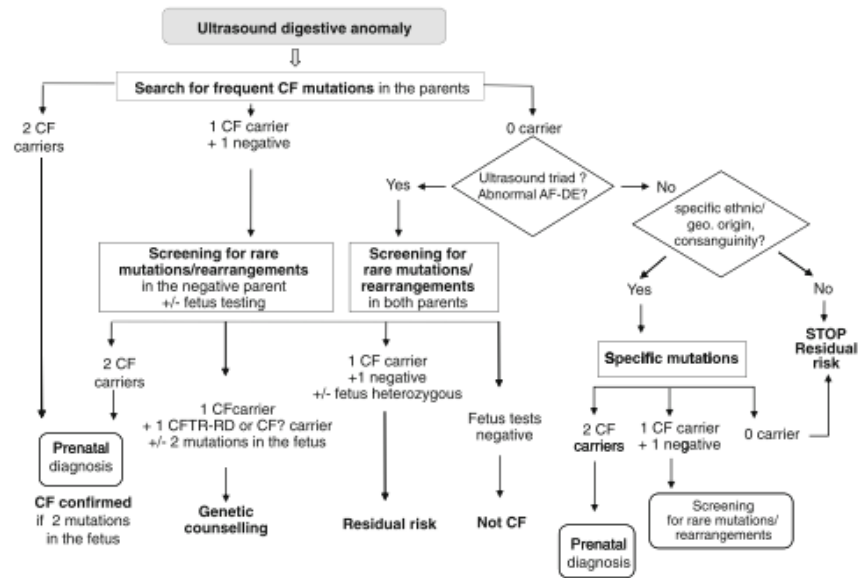 Ultrasound digestive anomaly
Search for frequent CF mutations in the parents
2 CF
carriers
1 CF carrier
+ 1 negative
0 carrier
Ultrasound triad ?
Abnormal AF-DE?
Yes
No
specific ethnic/
geo. origin,
consanguinity?
Screening for rare
mutations/rearrangements
in the negative parent
+/- fetus testing
Screening for
rare mutations/
rearrangements
in both parents
Yes
No
STOP
Residual
risk
Specific mutations
2 CF
carriers
1 CF carrier
+1 negative
+/- fetus heterozygous
1 CFcarrier
+ 1 CFTR-RD or CF? carrier
+/- 2 mutations in the fetus
Fetus tests
negative
2 CF
carriers
1 CF carrier
+ 1 negative
0 carrier
Prenatal
diagnosis
CF confirmed
if 2 mutations
in the fetus
Genetic
counselling
Residual risk
Not CF
Prenatal
diagnosis
Screening
for rare mutations/
rearrangements